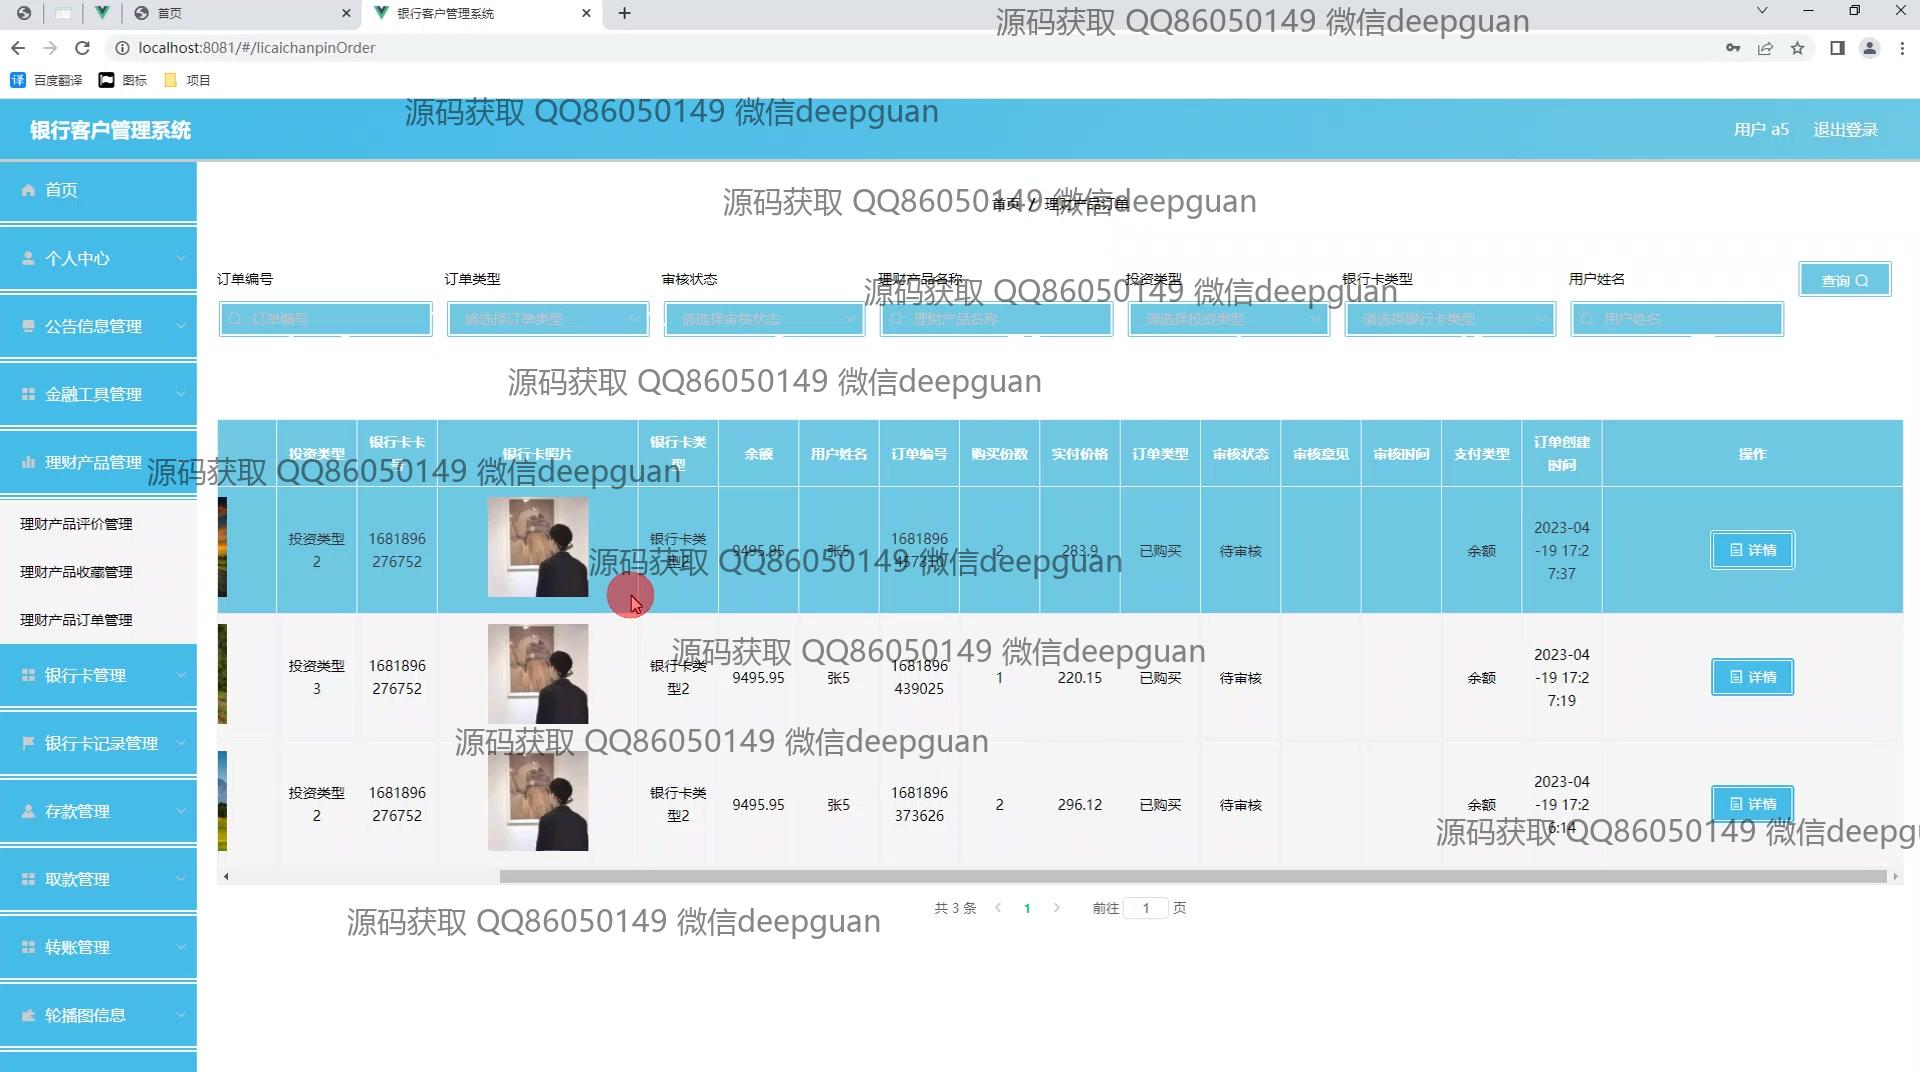 首页
银行客户管理系统
源码获取 QQ86050149 微信deepguan
localhost:8081/#/licaichanpinOrder
百度翻译 图标 项目
源码获取 QQ86050149 微信deepguan
银行客户管理系统
用户 a5 退出登录
首页
个人中心
公告信息管理
金融工具管理
理财产品管理
理财产品评价管理
理财产品收藏管理
理财产品订单管理
银行卡管理
银行卡记录管理
存款管理
取款管理
转账管理
轮播图信息
源码获取 QQ86050149 微信deepguan
首页 / 理财产品订单
订单编号 订单类型 审核状态 理财产品名称 投资类型 银行卡类型 用户姓名
查询
源码获取 QQ86050149 微信deepguan
订单编号 请选择订单类型 请选择审核状态 理财产品名称 请选择投资类型 请选择银行卡类型 用户姓名
源码获取 QQ86050149 微信deepguan
投资类型 银行卡卡号 银行卡照片 银行卡类型 余额 用户姓名 订单编号 购买份数 实付价格 订单类型 审核状态 审核意见 审核时间 支付类型 订单创建时间 操作
源码获取 QQ86050149 微信deepguan
投资类型2 1681896276752 银行卡类型2 9495.95 张5 1681896457310 2 283.9 已购买 待审核 余额 2023-04-19 17:27:37 详情
源码获取 QQ86050149 微信deepguan
投资类型3 1681896276752 银行卡类型2 9495.95 张5 1681896439025 1 220.15 已购买 待审核 余额 2023-04-19 17:27:19 详情
源码获取 QQ86050149 微信deepguan
源码获取 QQ86050149 微信deepguan
投资类型2 1681896276752 银行卡类型2 9495.95 张5 1681896373626 2 296.12 已购买 待审核 余额 2023-04-19 17:26:14 详情
源码获取 QQ86050149 微信deepgu
共 3 条 1 前往 1 页
源码获取 QQ86050149 微信deepguan